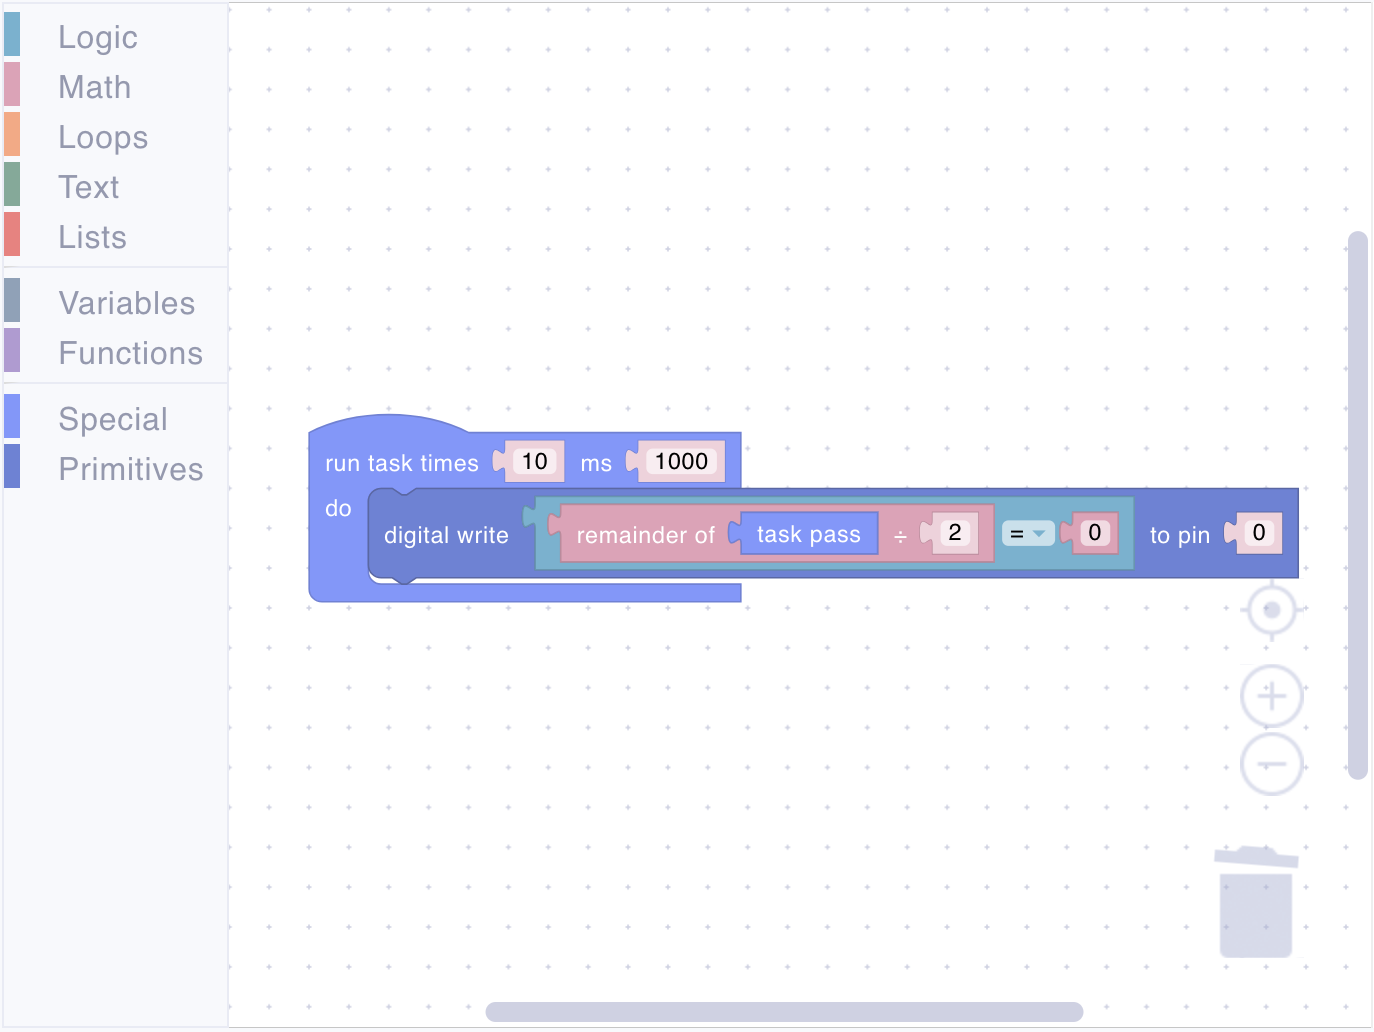 Logic
Math
Loops
Text
Lists
Variables
Functions
Special
Primitives
run task times 10 ms 1000
do
digital write remainder of task pass ÷ 2 = 0 to pin 0